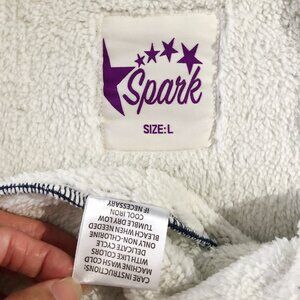 Spark
SIZE: L
CARE INSTRUCTIONS
MACHINE WASH COLD
WITH LIKE COLORS
DELICATE CYCLE
ONLY NON-CHLORINE
BLEACH WHEN NEEDED
TUMBLE DRY
COOL IRON
IF NECESSARY